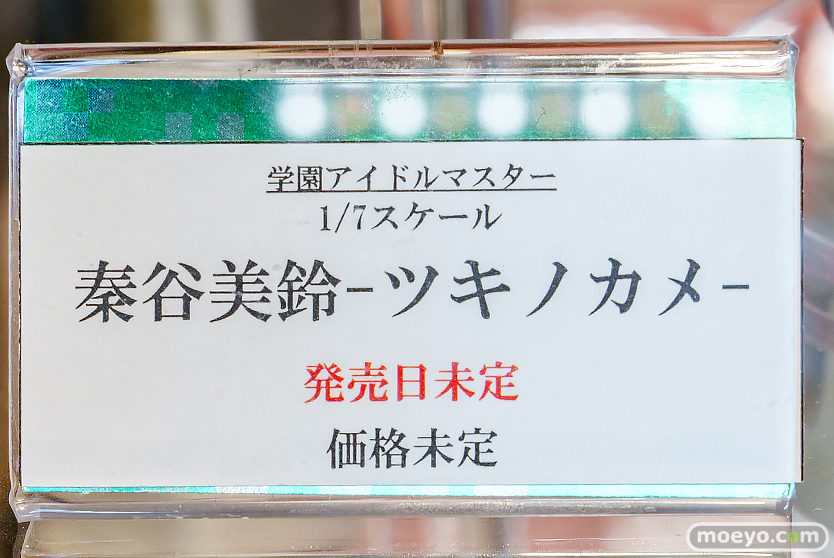 学園アイドルマスター
1/7スケール
秦谷美鈴-ツキノカメ-
発売日未定
価格未定
moeyo.com